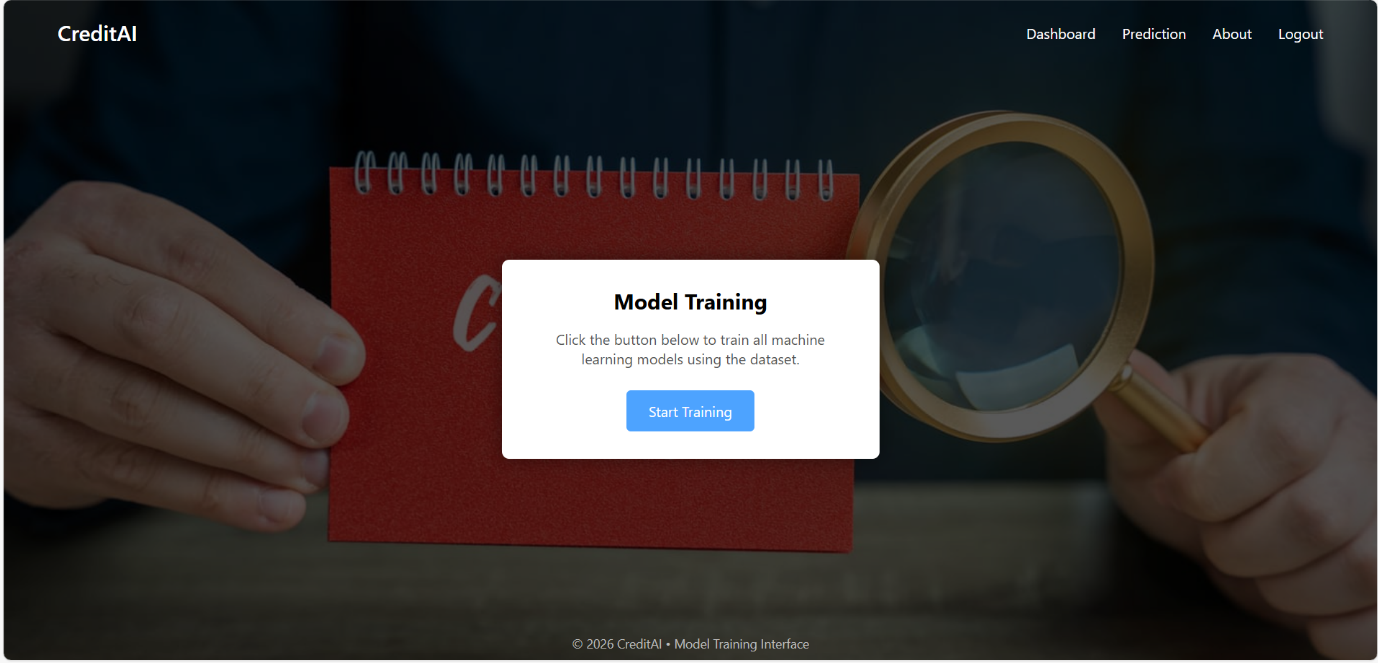 CreditAI
Dashboard Prediction About Logout
C
Model Training
Click the button below to train all machine
learning models using the dataset.
Start Training
© 2026 CreditAI • Model Training Interface